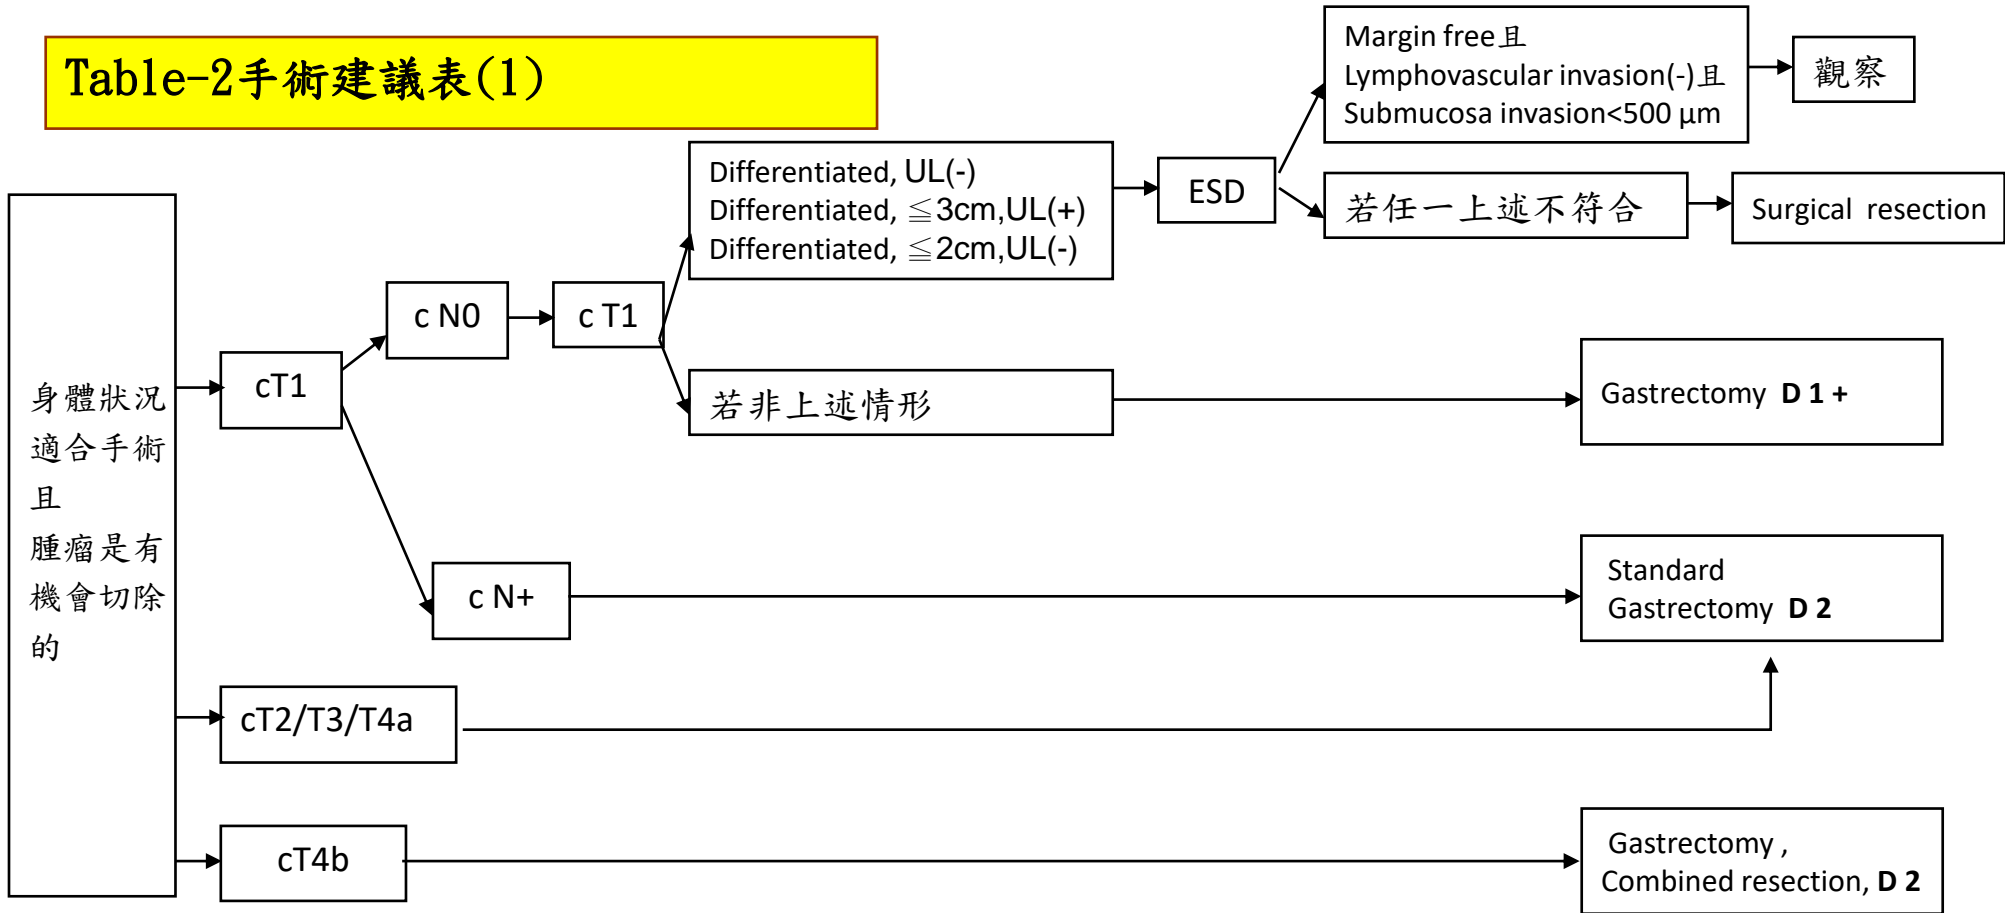 Table-2手術建議表(1)
Margin free且
Lymphovascular invasion(-)且
Submucosa invasion<500 μm
觀察
Differentiated, UL(-)
Differentiated, ≦3cm,UL(+)
Differentiated, ≦2cm,UL(-)
ESD
若任一上述不符合
Surgical resection
c N0
c T1
cT1
若非上述情形
Gastrectomy D 1 +
身體狀況
適合手術
且
腫瘤是有
機會切除
的
c N+
Standard
Gastrectomy D 2
cT2/T3/T4a
cT4b
Gastrectomy ,
Combined resection, D 2